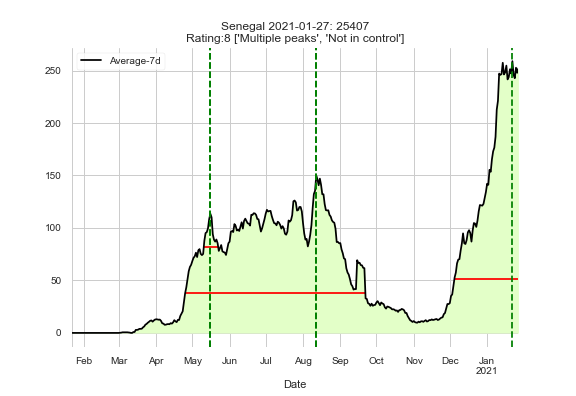 Senegal 2021-01-27: 25407
Rating:8 ['Multiple peaks', 'Not in control']
Average-7d
250
200
150
100
50
0
Feb Mar Apr May Jun Jul Aug Sep Oct Nov Dec Jan
2021
Date